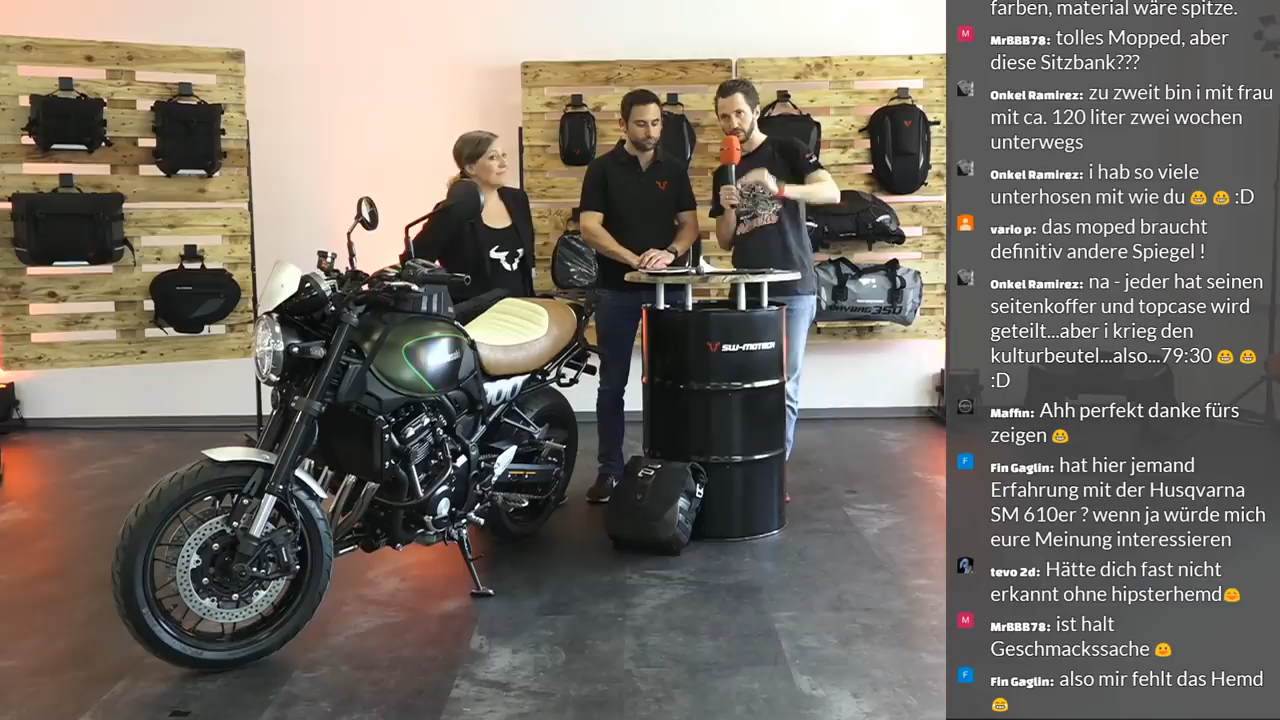 farben, material wäre spitze.
MrBBB78: tolles Mopped, aber
diese Sitzbank???
Onkel Ramirez: zu zweit bin i mit frau
mit ca. 120 liter zwei wochen
unterwegs
Onkel Ramirez: i hab so viele
unterhosen mit wie du 😀 😀 :D
vario p: das moped braucht
definitiv andere Spiegel !
Onkel Ramirez: na - jeder hat seinen
seitenkoffer und topcase wird
geteilt...aber i krieg den
kulturbeutel...also...79:30 😀 😀
:D
Maffin: Ahh perfekt danke fürs
zeigen 😀
Fin Gaglin: hat hier jemand
Erfahrung mit der Husqvarna
SM 610er ? wenn ja würde mich
eure Meinung interessieren
tevo 2d: Hätte dich fast nicht
erkannt ohne hipsterhemd😄
MrBBB78: ist halt
Geschmackssache 😛
Fin Gaglin: also mir fehlt das Hemd
😁
SW-MOTECH
DRYBAG 350
M
M
F
F